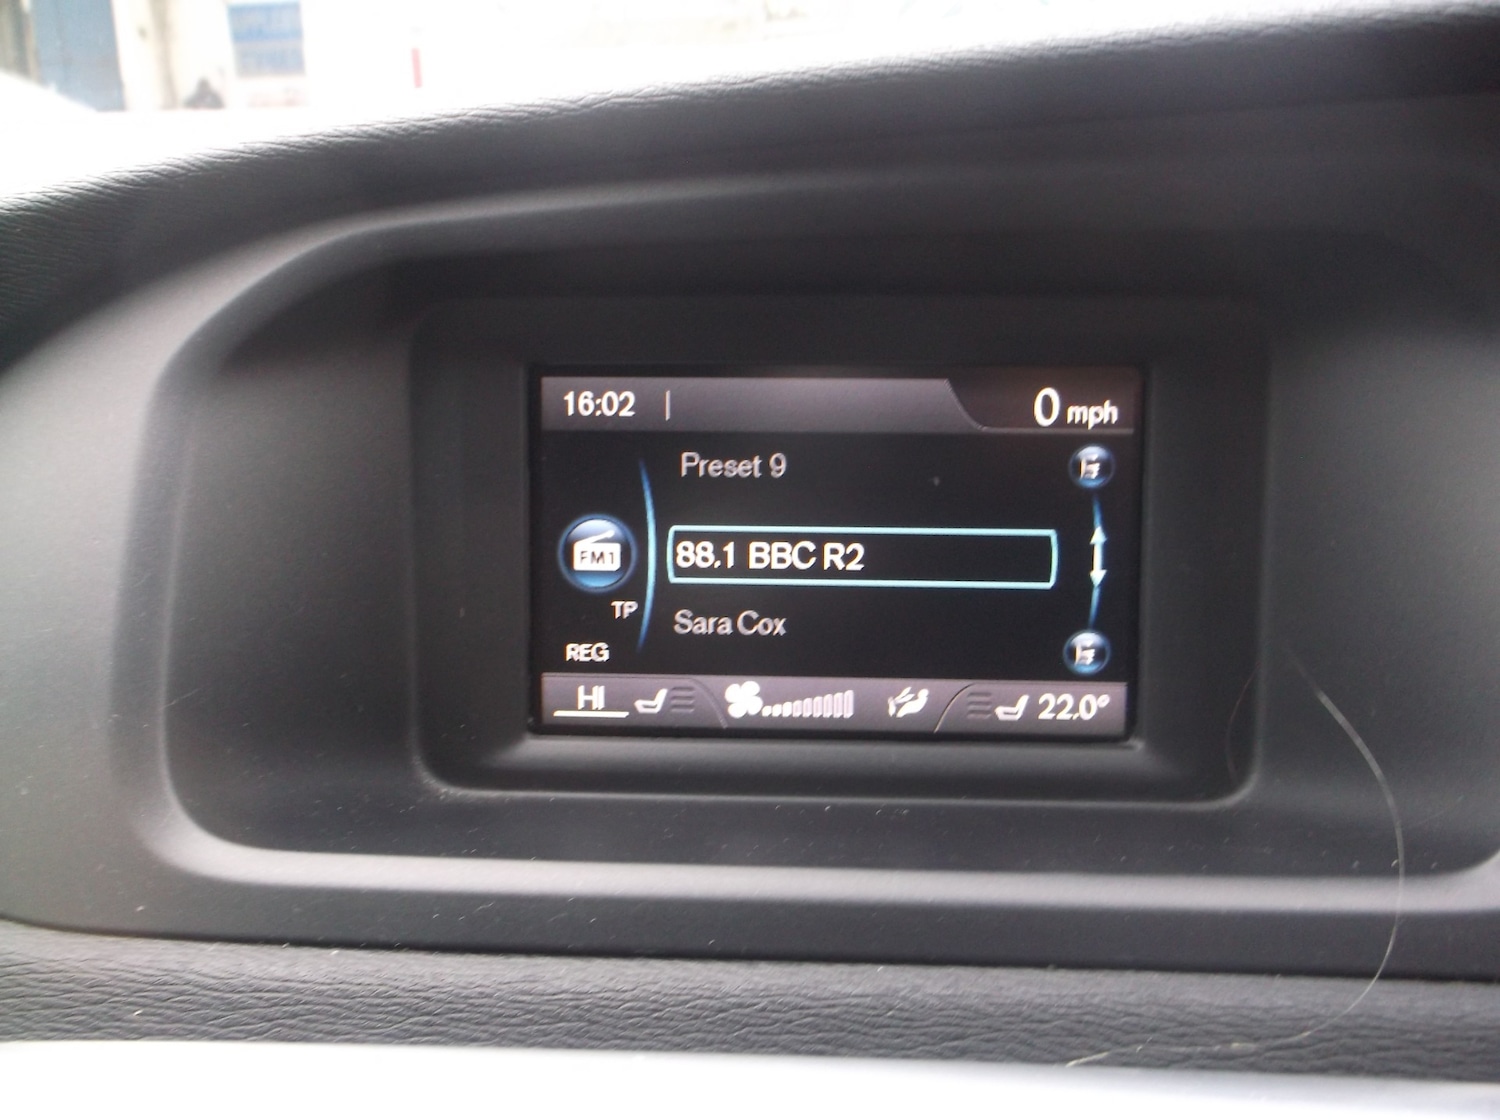 16:02 | 0 mph
Preset 9
88.1 BBC R2
FM1
TP
Sara Cox
REG
HI 22.0°